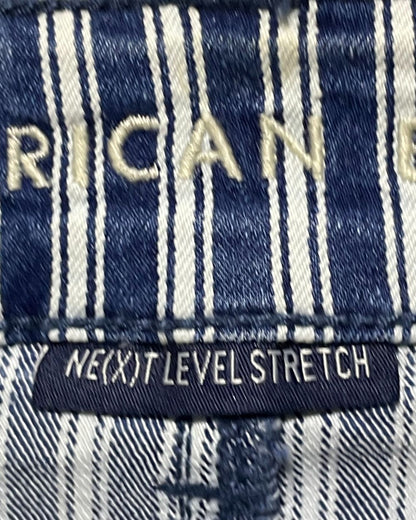 RICAN E
NE(X)T LEVEL STRETCH